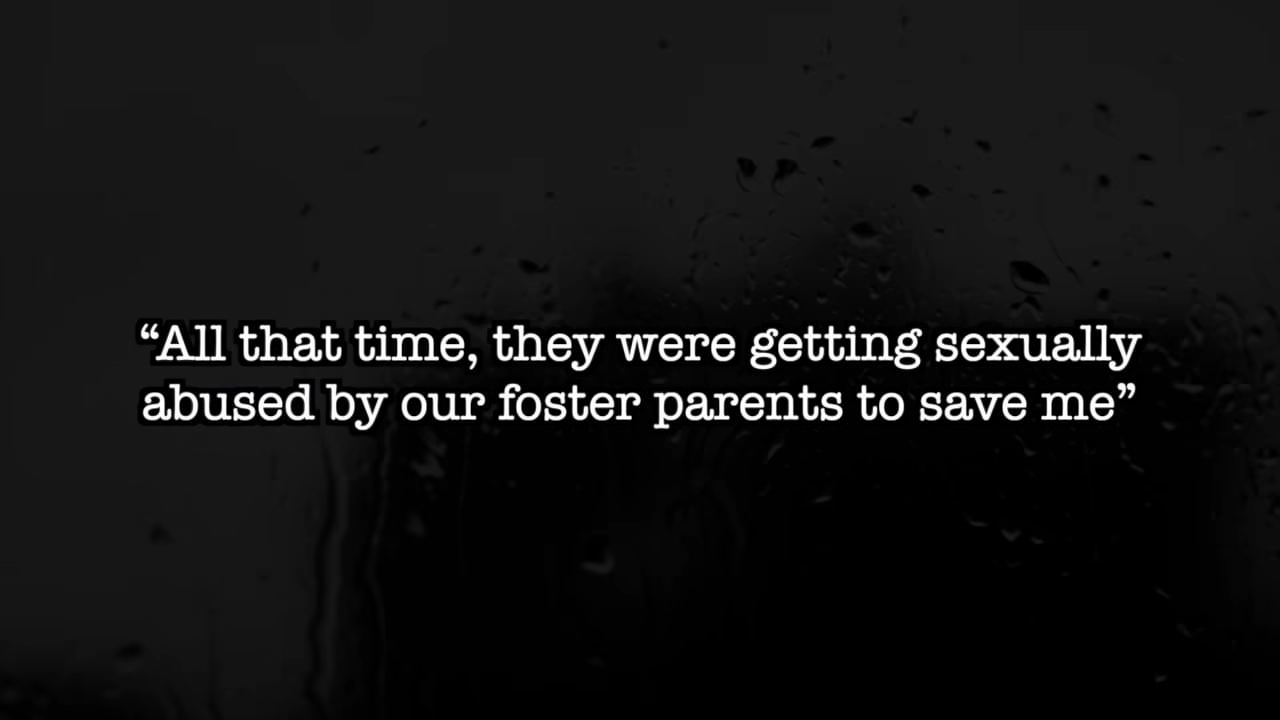 “All that time, they were getting sexually
abused by our foster parents to save me”